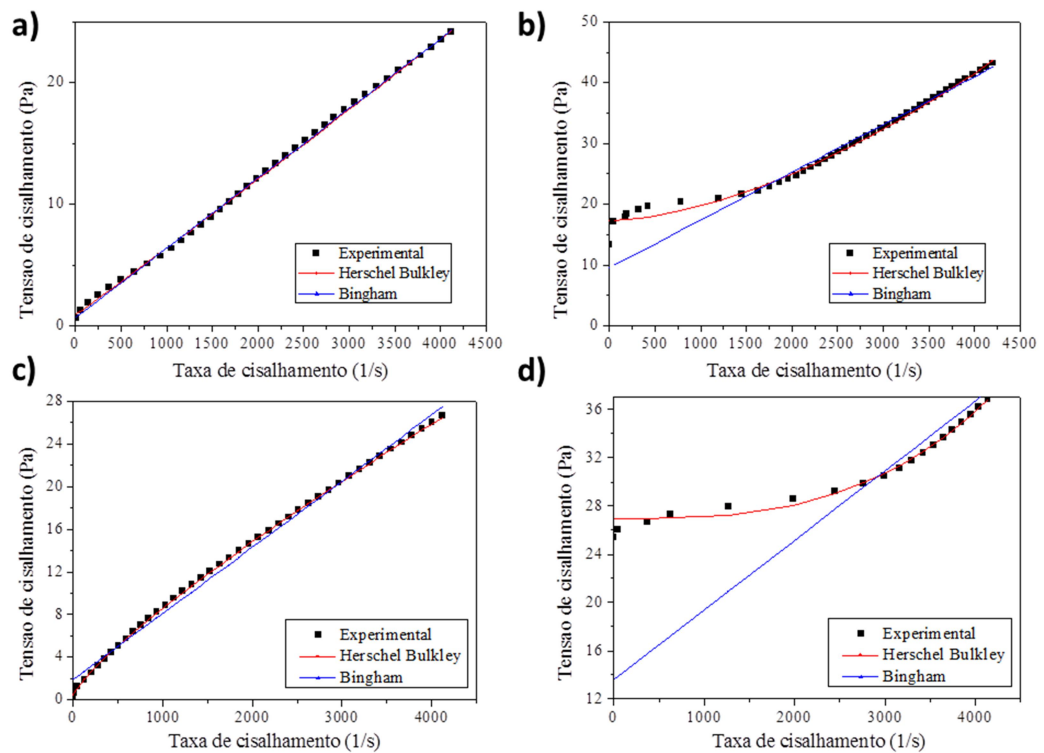 a)
Tensao de cisalhamento (Pa)
20
10
0
Experimental
Herschel Bulkley
Bingham
0 500 1000 1500 2000 2500 3000 3500 4000 4500
Taxa de cisalhamento (1/s)
b)
Tensao de cisalhamento (Pa)
50
40
30
20
10
0
Experimental
Herschel Bulkley
Bingham
0 500 1000 1500 2000 2500 3000 3500 4000 4500
Taxa de cisalhamento (1/s)
c)
Tensao de cisalhamento (Pa)
28
24
20
16
12
8
4
0
Experimental
Herschel Bulkley
Bingham
0 1000 2000 3000 4000
Taxa de cisalhamento (1/s)
d)
Tensao de cisalhamento (Pa)
36
32
28
24
20
16
12
Experimental
Herschel Bulkley
Bingham
0 1000 2000 3000 4000
Taxa de cisalhamento (1/s)